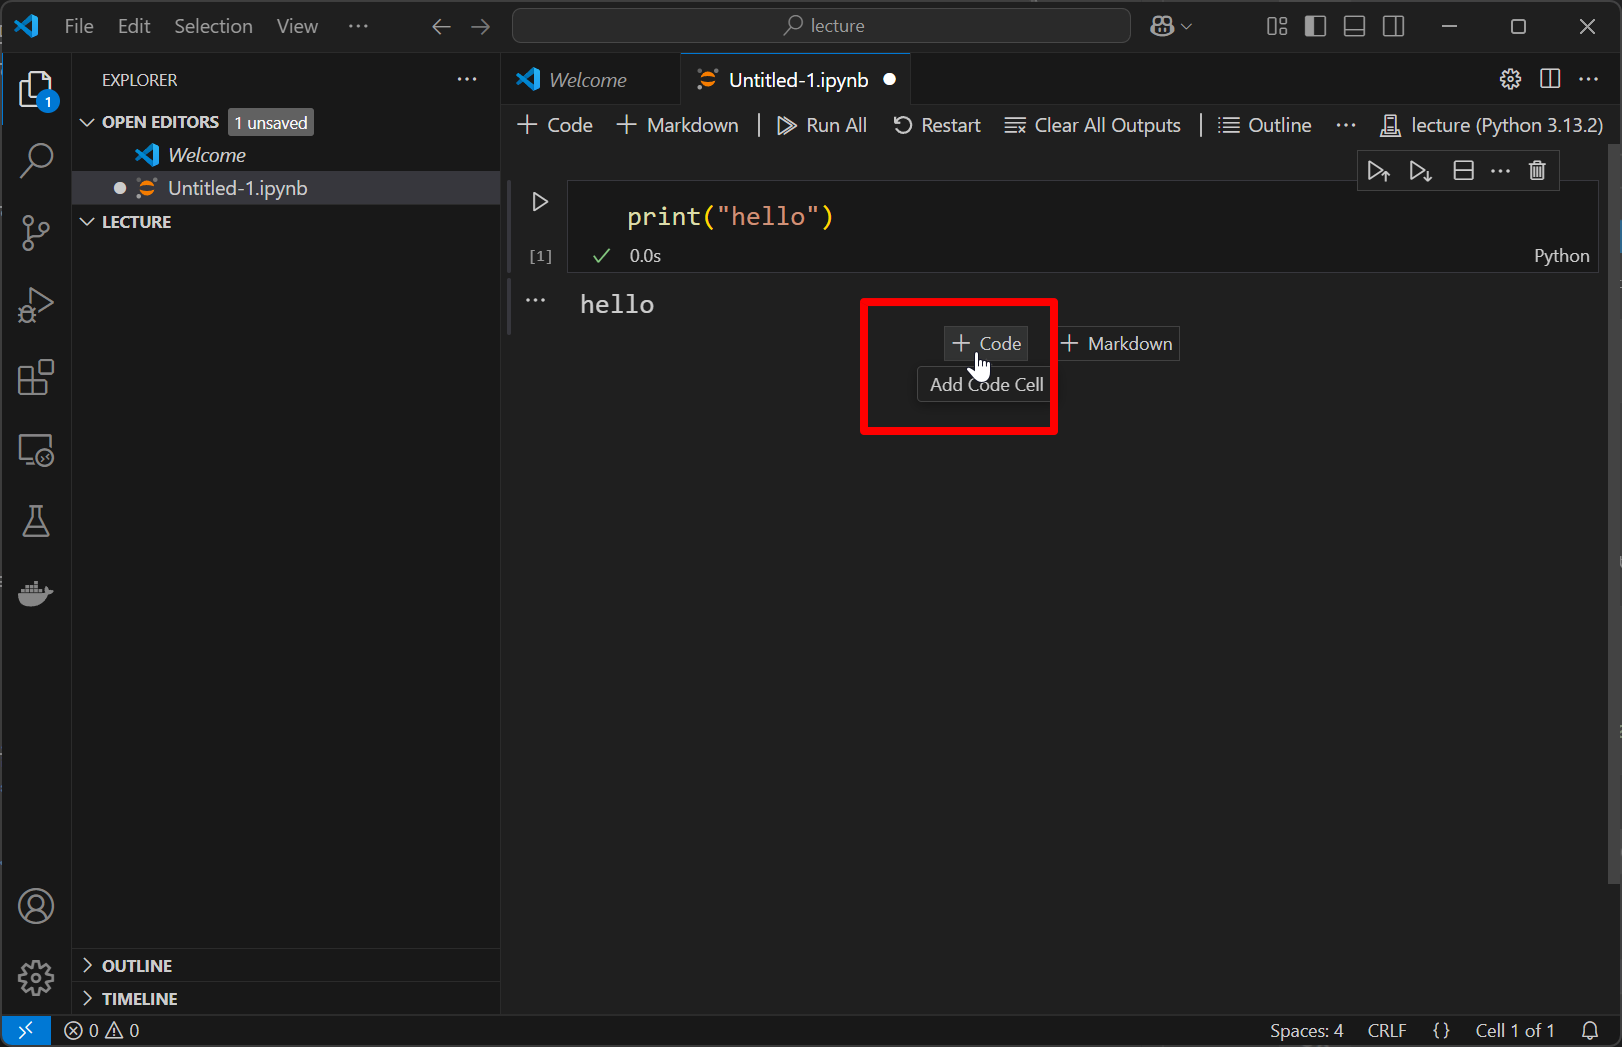 File Edit Selection View
lecture
EXPLORER
Welcome
Untitled-1.ipynb
OPEN EDITORS 1 unsaved
Welcome
Untitled-1.ipynb
LECTURE
1
+ Code + Markdown | Run All Restart Clear All Outputs | Outline lecture (Python 3.13.2)
print("hello")
[1] 0.0s Python
hello
+ Code + Markdown
Add Code Cell
OUTLINE
TIMELINE
0 0
Spaces: 4 CRLF {} Cell 1 of 1